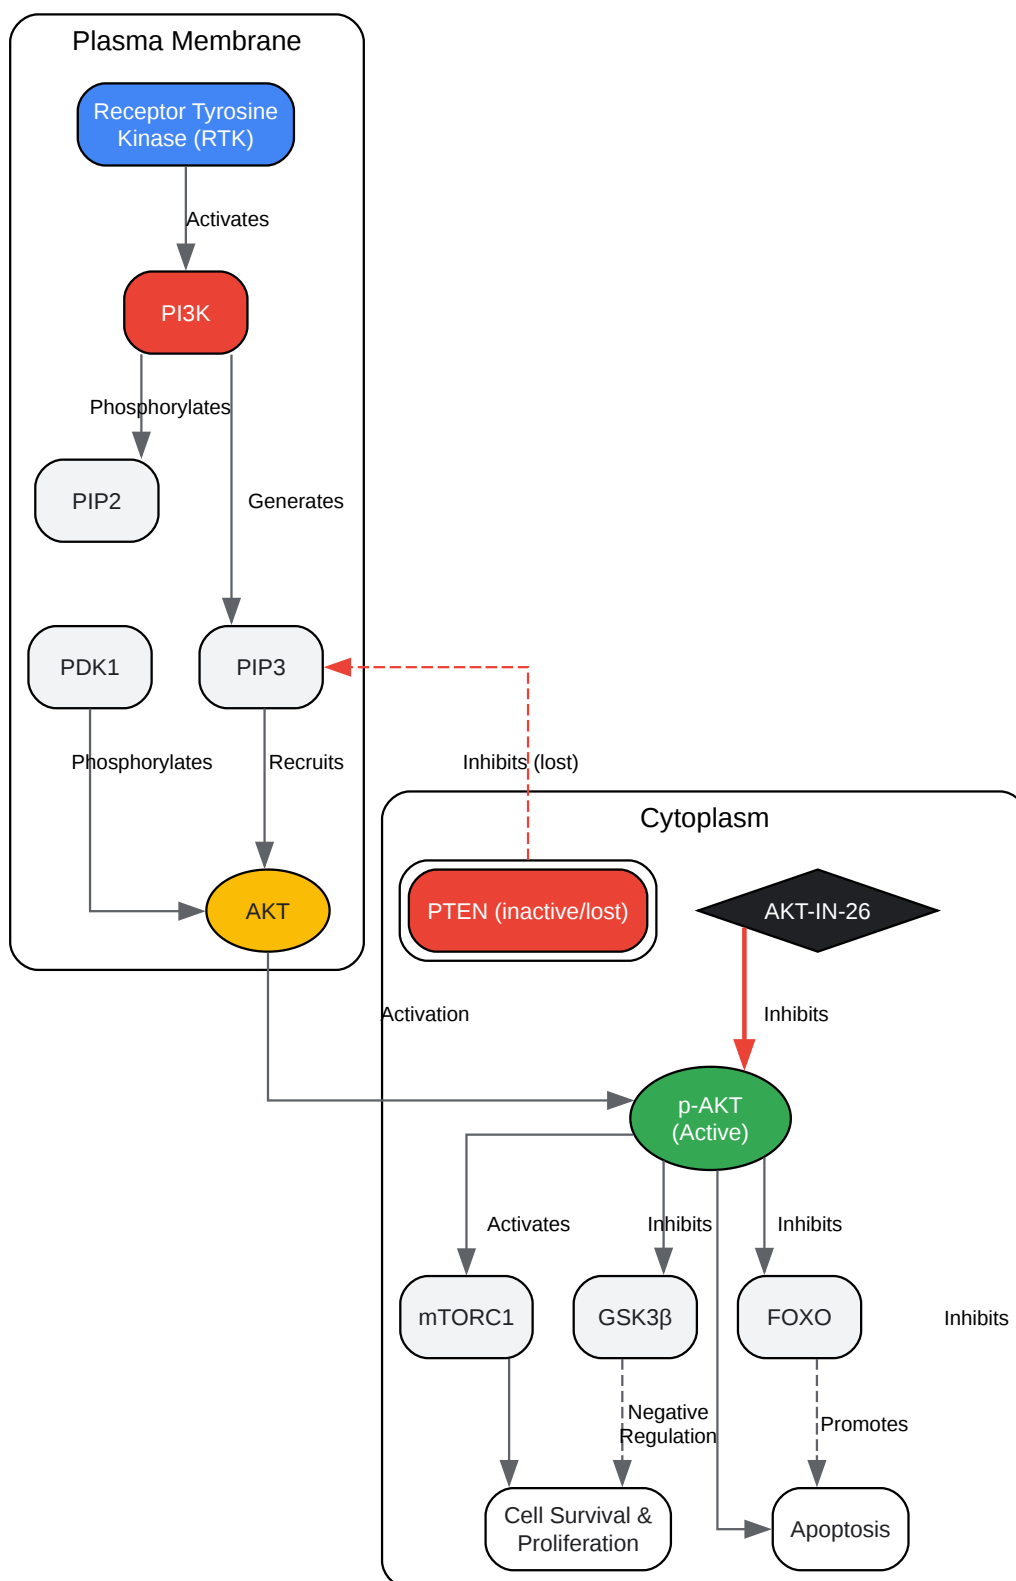 Plasma Membrane
Receptor Tyrosine
Kinase (RTK)
Activates
PI3K
Phosphorylates
PIP2
Generates
PDK1
PIP3
Phosphorylates
Recruits
Inhibits (lost)
Cytoplasm
AKT
PTEN (inactive/lost)
AKT-IN-26
Activation
Inhibits
p-AKT
(Active)
Activates
Inhibits
Inhibits
mTORC1
GSK3β
FOXO
Inhibits
Negative
Regulation
Promotes
Cell Survival &
Proliferation
Apoptosis